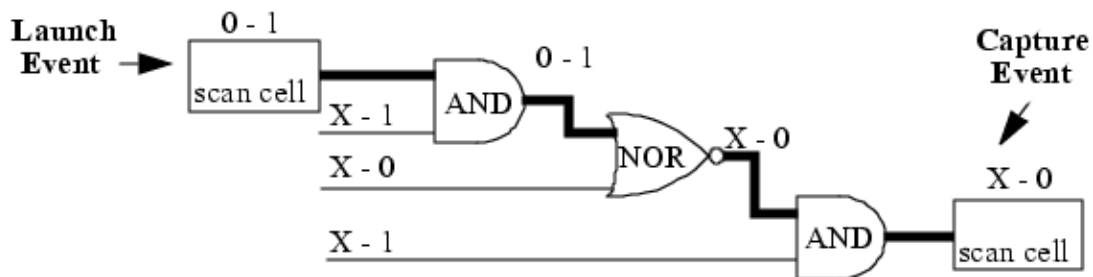 Launch
Event
0 - 1
scan cell
X - 1
AND
0 - 1
X - 0
NOR
X - 0
X - 1
AND
Capture
Event
X - 0
scan cell